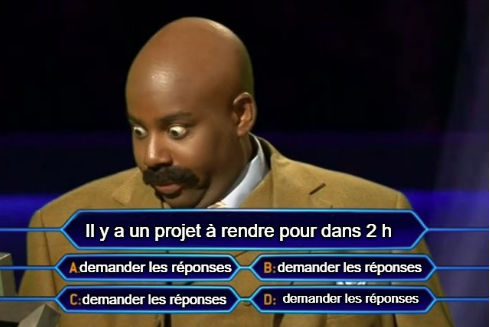 Il y a un projet à rendre pour dans 2 h
A: demander les réponses
B: demander les réponses
C: demander les réponses
D: demander les réponses